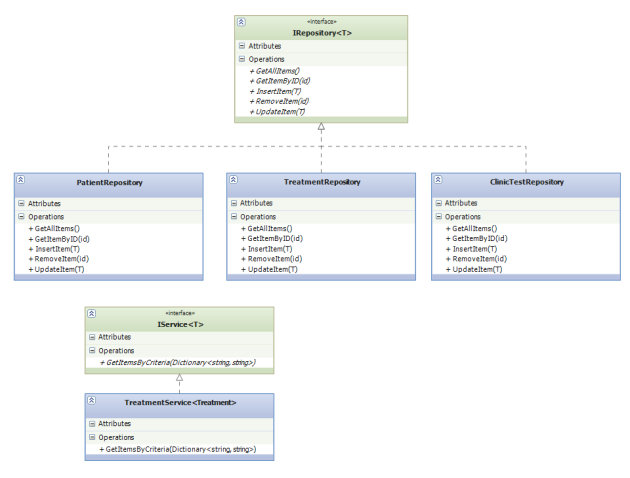 «interface»
IRepository<T>
Attributes
Operations
+ GetAllItems()
+ GetItemByID(id)
+ InsertItem(T)
+ RemoveItem(id)
+ UpdateItem(T)
PatientRepository
Attributes
Operations
+ GetAllItems()
+ GetItemByID(id)
+ InsertItem(T)
+ RemoveItem(id)
+ UpdateItem(T)
TreatmentRepository
Attributes
Operations
+ GetAllItems()
+ GetItemByID(id)
+ InsertItem(T)
+ RemoveItem(id)
+ UpdateItem(T)
ClinicTestRepository
Attributes
Operations
+ GetAllItems()
+ GetItemByID(id)
+ InsertItem(T)
+ RemoveItem(id)
+ UpdateItem(T)
«interface»
IService<T>
Attributes
Operations
+ GetItemsByCriteria(Dictionary<string,string>)
TreatmentService<Treatment>
Attributes
Operations
+ GetItemsByCriteria(Dictionary<string,string>)